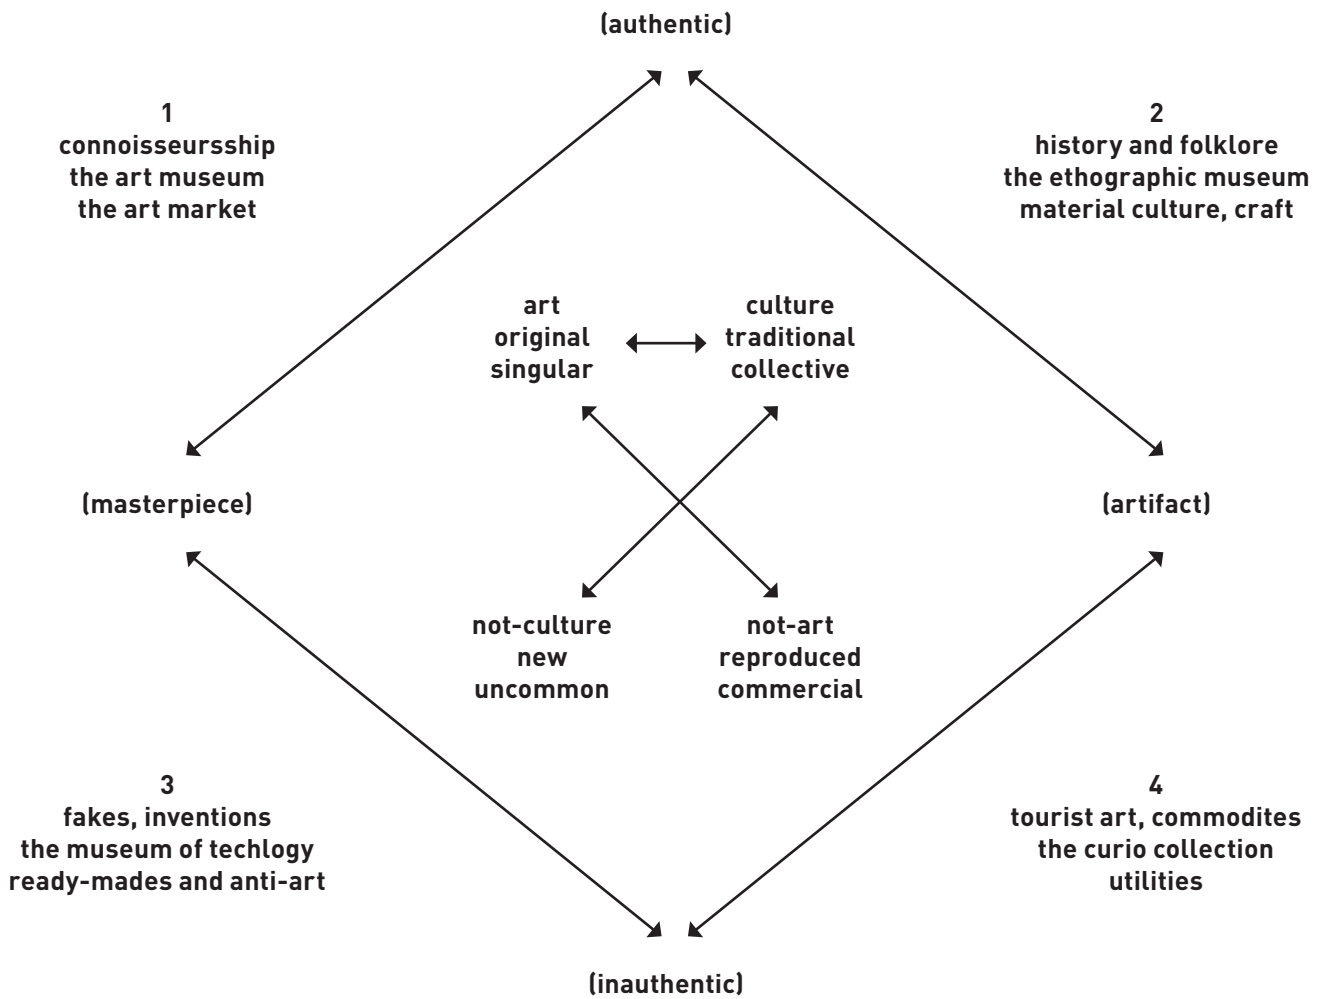 (authentic)
1
connoisseursship
the art museum
the art market
2
history and folklore
the ethographic museum
material culture, craft
art
original
singular
culture
traditional
collective
(masterpiece)
(artifact)
not-culture
new
uncommon
not-art
reproduced
commercial
3
fakes, inventions
the museum of techlogy
ready-mades and anti-art
4
tourist art, commodites
the curio collection
utilities
(inauthentic)